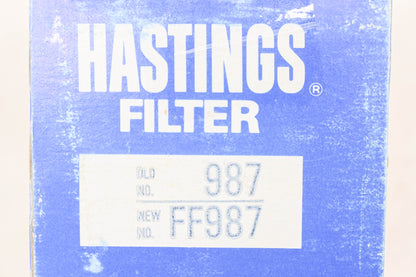 HASTINGS®
FILTER
OLD NO. 987
NEW NO. FF987